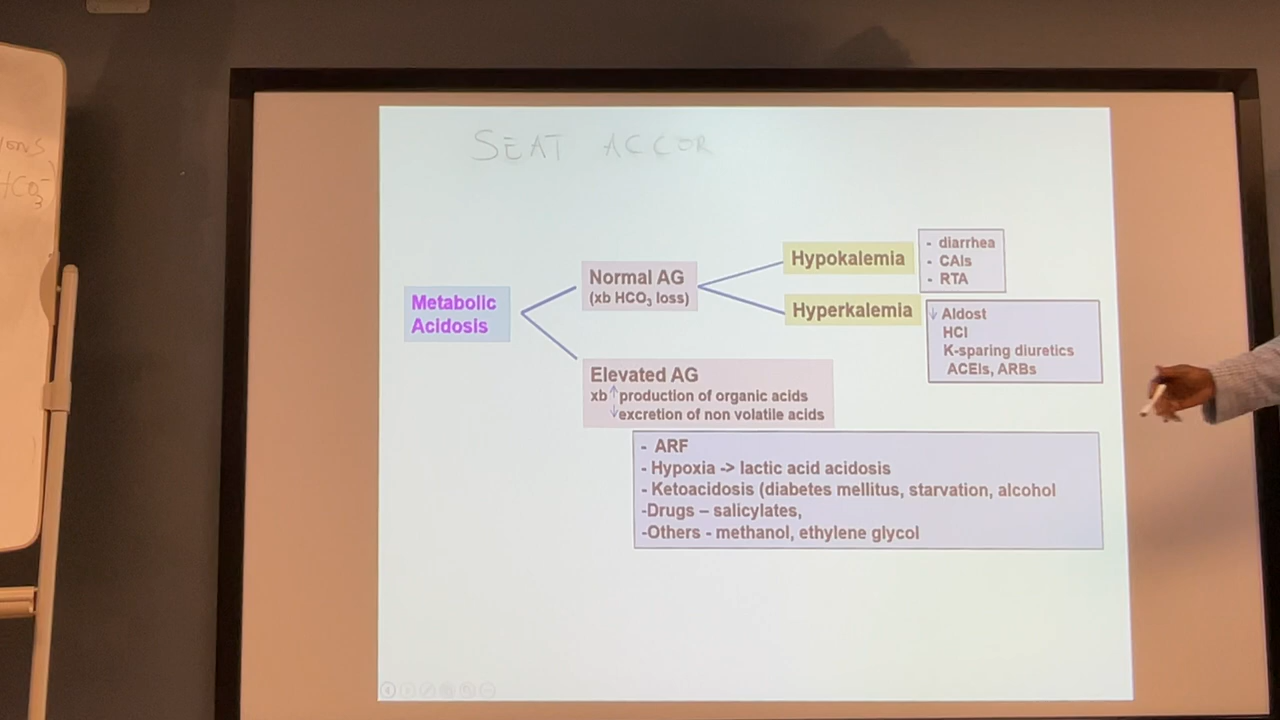 ions
HCO3-
SEAT ACCOR
Metabolic
Acidosis
Normal AG
(xb HCO3 loss)
Hypokalemia
- diarrhea
- CAIs
- RTA
Hyperkalemia
↓ Aldost
HCl
K-sparing diuretics
ACEIs, ARBs
Elevated AG
xb ↑ production of organic acids
↓ excretion of non volatile acids
- ARF
- Hypoxia -> lactic acid acidosis
- Ketoacidosis (diabetes mellitus, starvation, alcohol
-Drugs – salicylates,
-Others - methanol, ethylene glycol